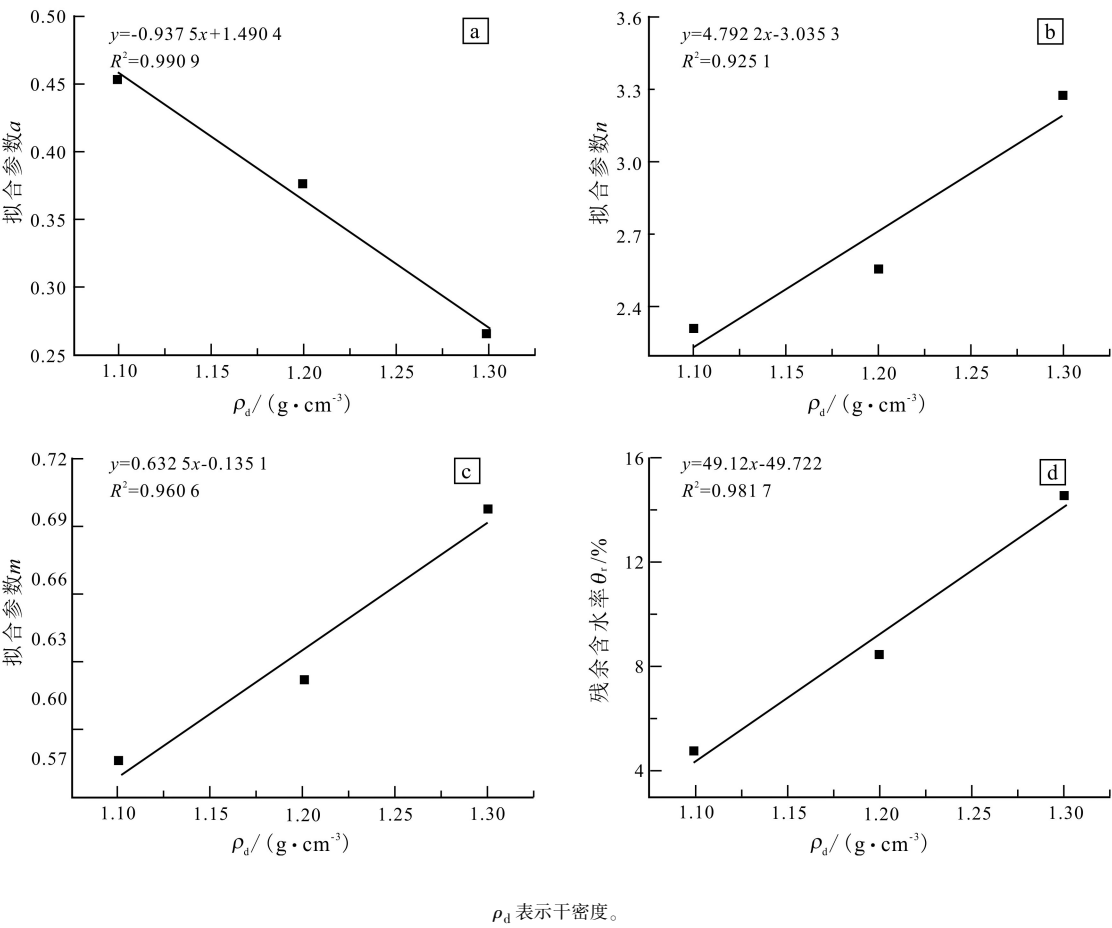 y=-0.937 5x+1.490 4
R²=0.990 9
a
0.50
0.45
0.40
0.35
0.30
0.25
拟合参数a
1.10 1.15 1.20 1.25 1.30
ρd/(g•cm-3)
y=4.792 2x-3.035 3
R²=0.925 1
b
3.6
3.3
3.0
2.7
2.4
拟合参数n
1.10 1.15 1.20 1.25 1.30
ρd/(g•cm-3)
y=0.632 5x-0.135 1
R²=0.960 6
c
0.72
0.69
0.66
0.63
0.60
0.57
拟合参数m
1.10 1.15 1.20 1.25 1.30
ρd/(g•cm-3)
y=49.12x-49.722
R²=0.981 7
d
16
12
8
4
残余含水率θr/%
1.10 1.15 1.20 1.25 1.30
ρd/(g•cm-3)
ρd 表示干密度。